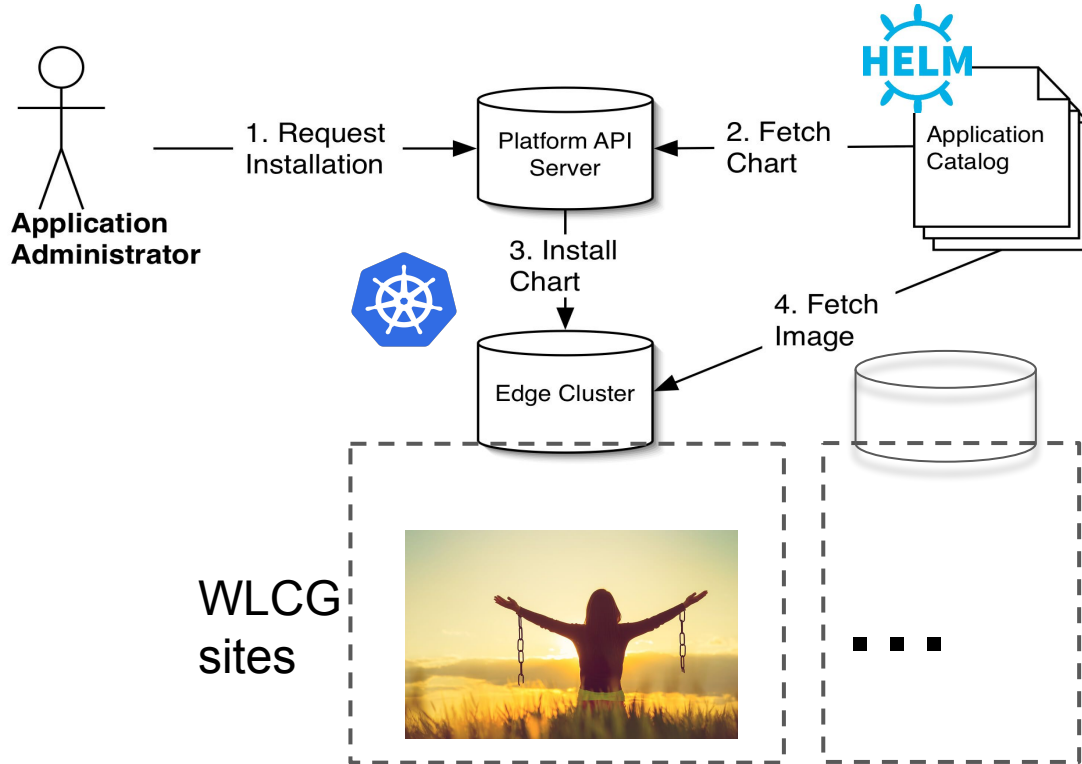 HELM
1. Request
Installation
Platform API
Server
2. Fetch
Chart
Application
Catalog
Application
Administrator
3. Install
Chart
4. Fetch
Image
Edge Cluster
WLCG
sites